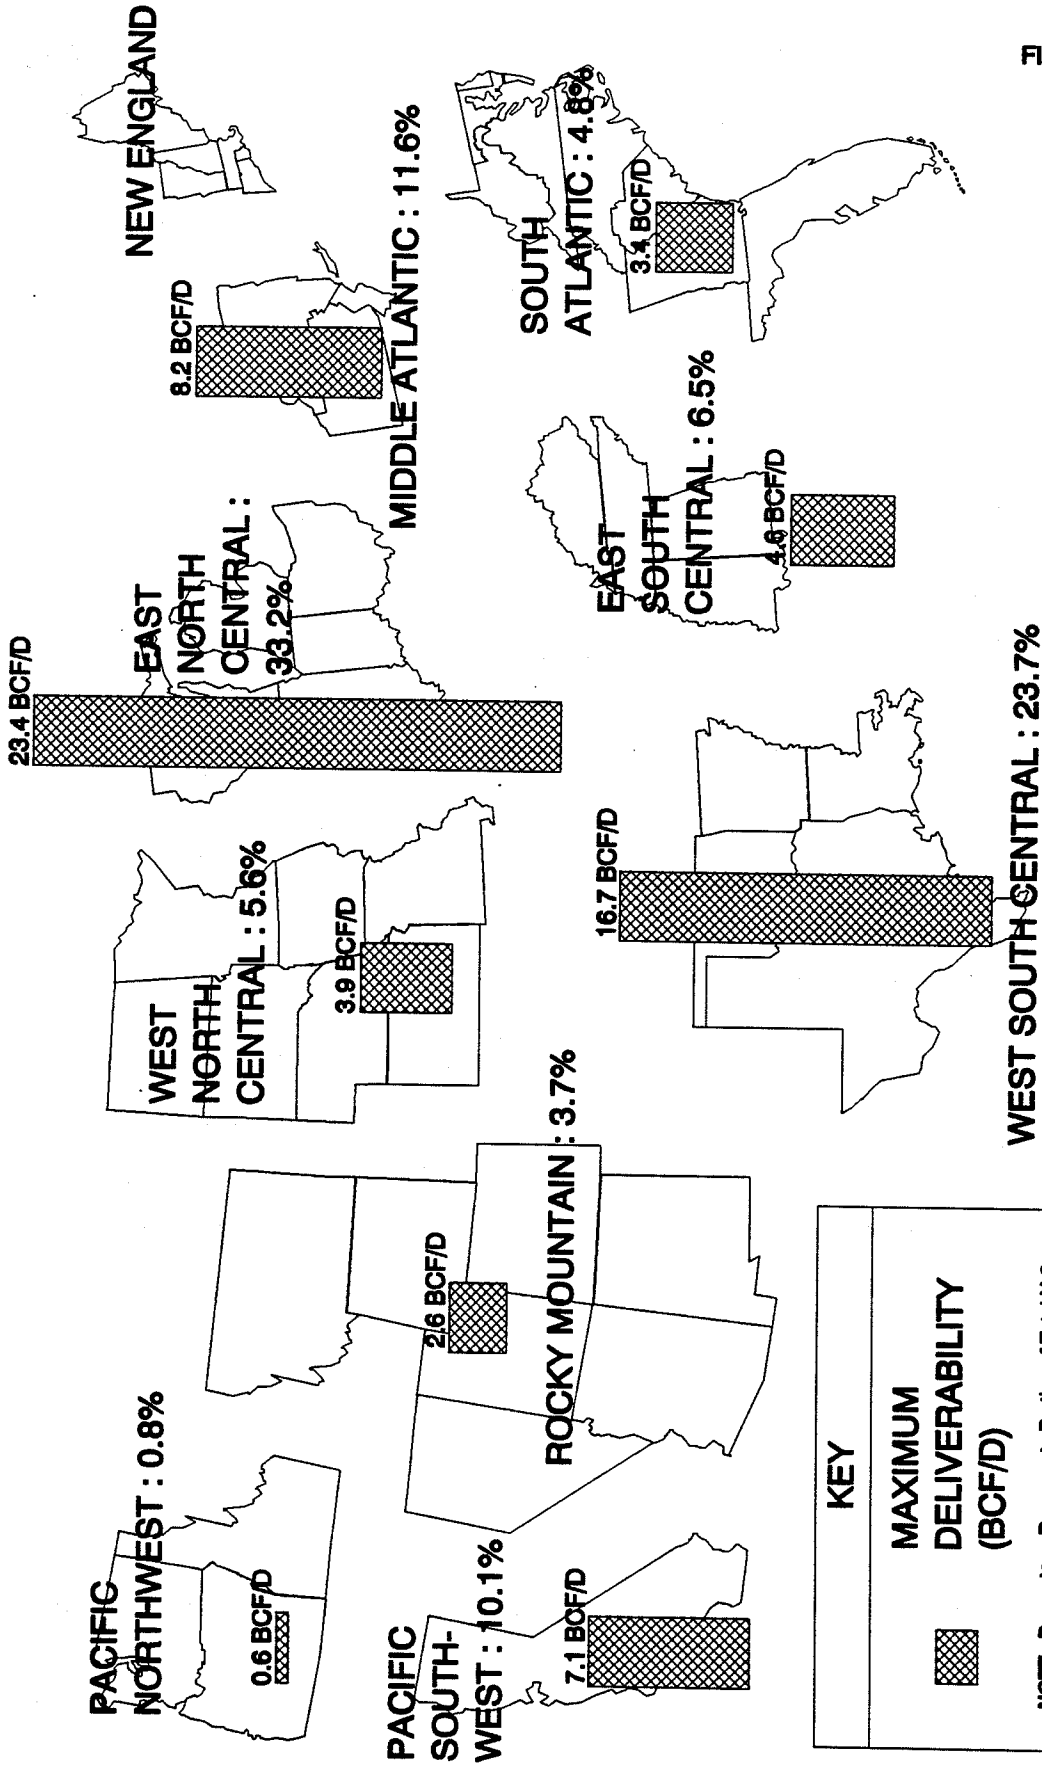 PACIFIC
NORTHWEST : 0.8%
0.6 BCF/D
PACIFIC
SOUTH-
WEST : 10.1%
7.1 BCF/D
ROCKY MOUNTAIN : 3.7%
2.6 BCF/D
WEST
NORTH
CENTRAL : 5.6%
3.9 BCF/D
23.4 BCF/D
EAST
NORTH
CENTRAL :
33.2%
8.2 BCF/D
MIDDLE ATLANTIC : 11.6%
NEW ENGLAND
SOUTH
ATLANTIC : 4.8%
3.4 BCF/D
EAST
SOUTH
CENTRAL : 6.5%
4.6 BCF/D
16.7 BCF/D
WEST SOUTH CENTRAL : 23.7%
KEY
MAXIMUM
DELIVERABILITY
(BCF/D)